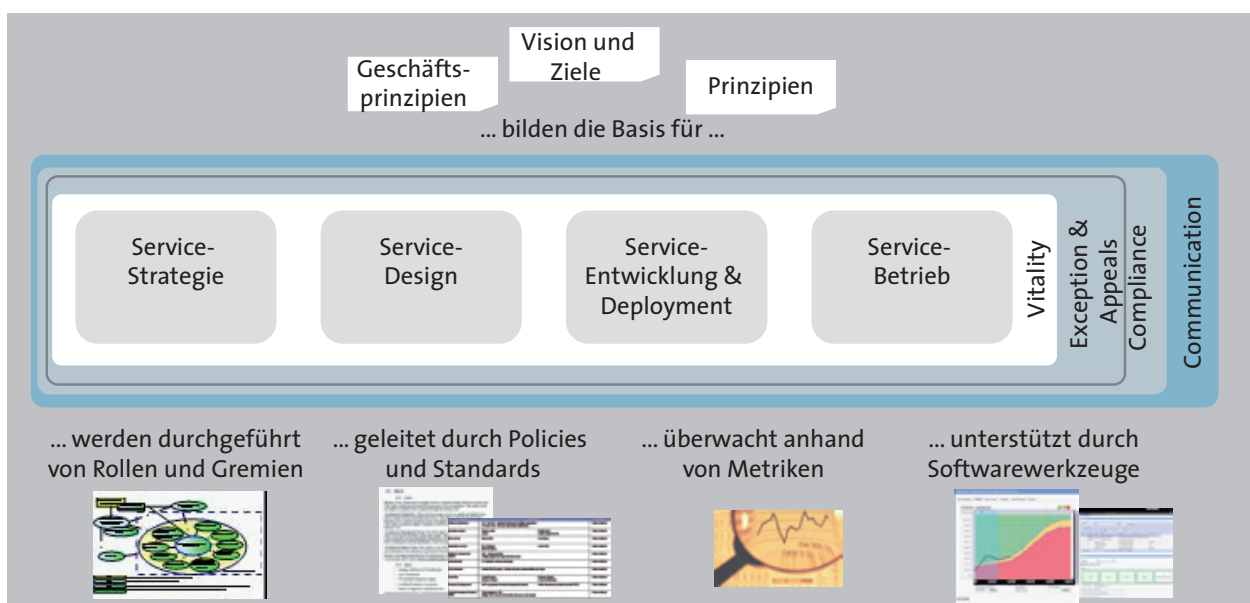 Vision und
Ziele
Geschäfts-
prinzipien
Prinzipien
... bilden die Basis für ...
Service-
Strategie
Service-
Design
Service-
Entwicklung &
Deployment
Service-
Betrieb
Vitality
Exception &
Appeals
Compliance
Communication
... werden durchgeführt
von Rollen und Gremien
... geleitet durch Policies
und Standards
... überwacht anhand
von Metriken
... unterstützt durch
Softwarewerkzeuge